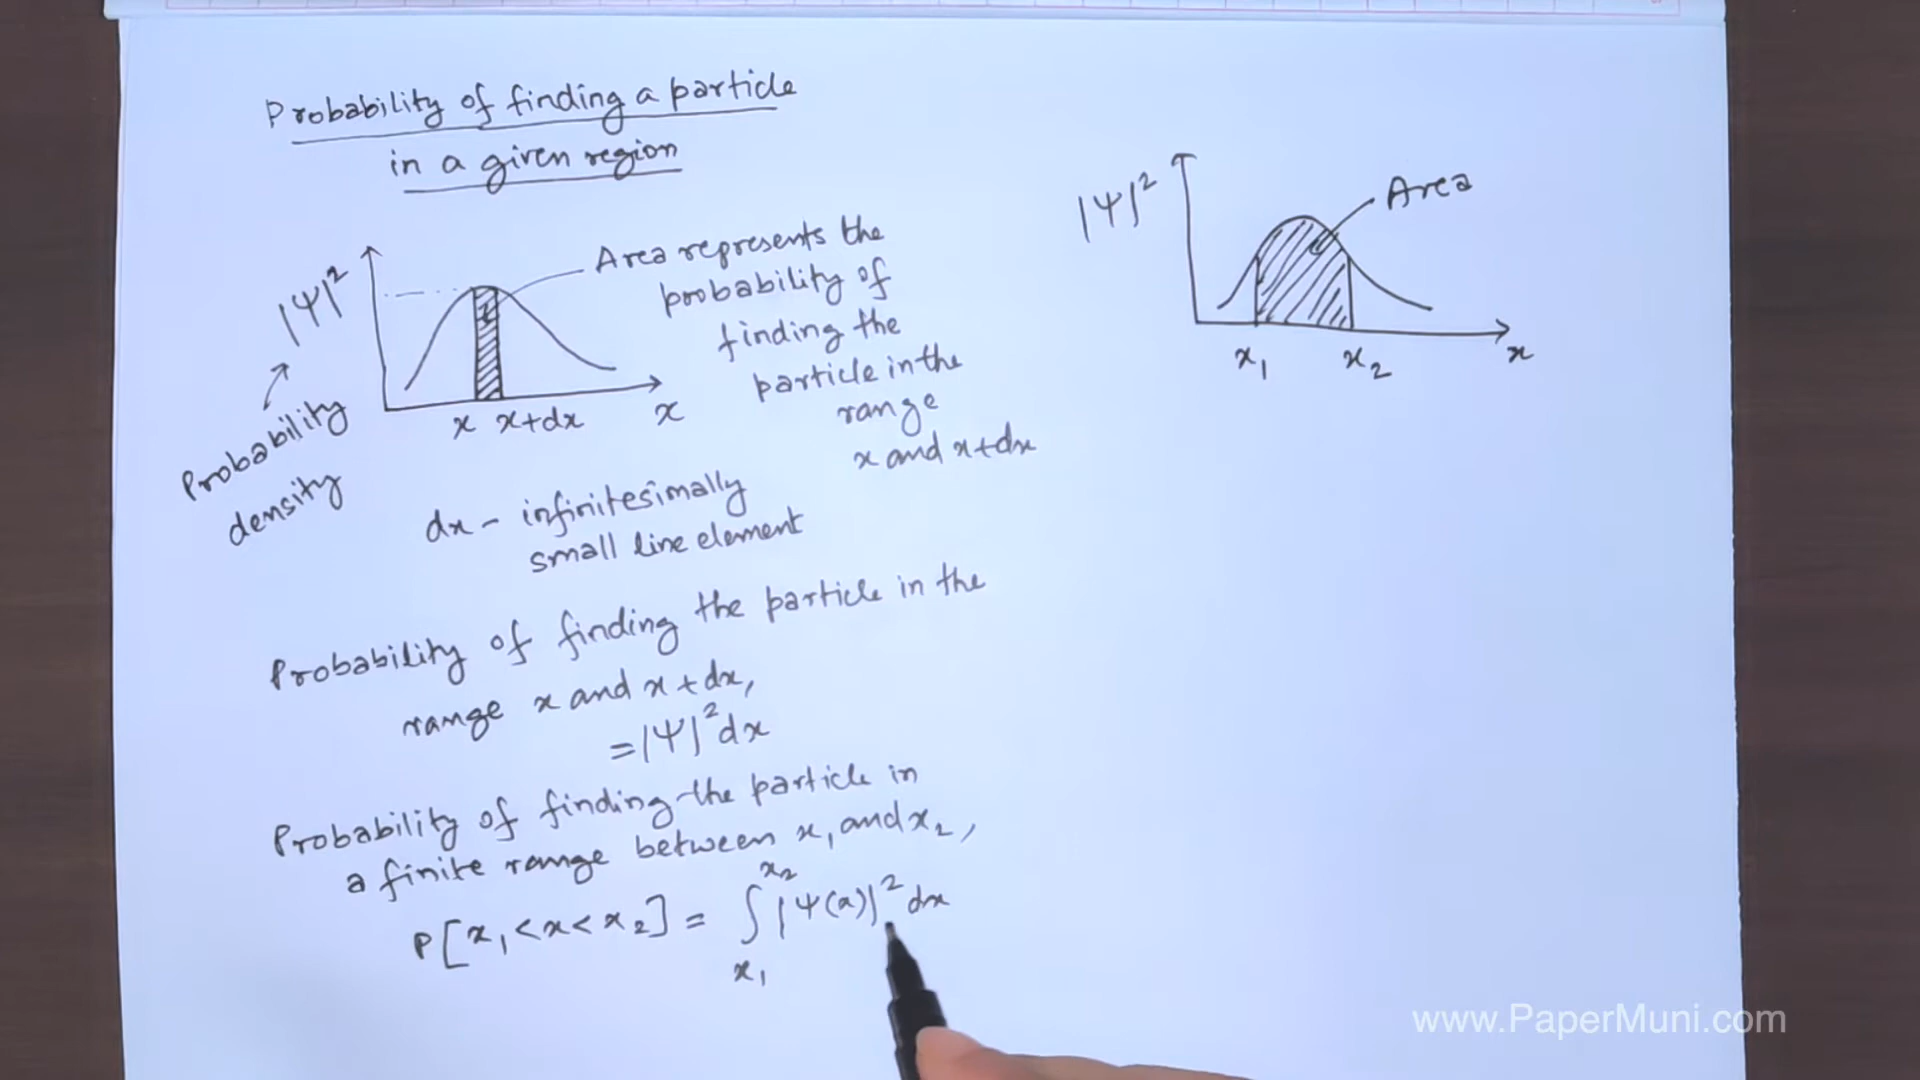 Probability of finding a particle
in a given region
|Ψ|²
Area represents the
probability of
finding the
particle in the
range
x and x+dx
Probability
density
x x+dx x
dx - infinitesimally
small line element
Probability of finding the particle in the
range x and x+dx,
=|Ψ|²dx
Probability of finding the particle in
a finite range between x₁ and x₂,
P[x₁<x<x₂] = ∫ₓ₁ˣ² |Ψ(x)|² dx
|Ψ|²
Area
x₁ x₂ x
www.PaperMuni.com